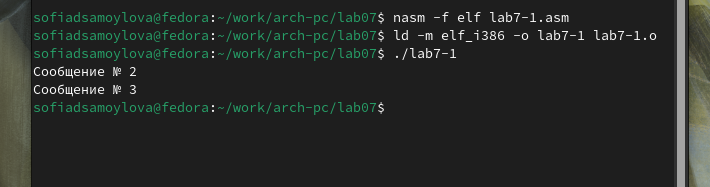 sofiadsamoylova@fedora:~/work/arch-pc/lab07$ nasm -f elf lab7-1.asm
sofiadsamoylova@fedora:~/work/arch-pc/lab07$ ld -m elf_i386 -o lab7-1 lab7-1.o
sofiadsamoylova@fedora:~/work/arch-pc/lab07$ ./lab7-1
Сообщение № 2
Сообщение № 3
sofiadsamoylova@fedora:~/work/arch-pc/lab07$